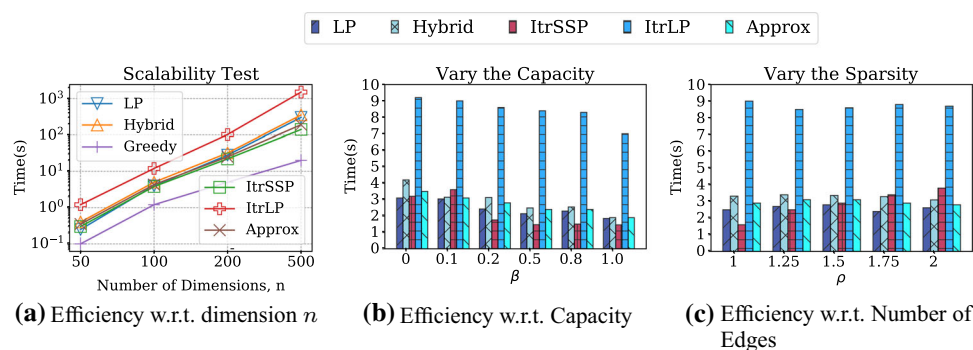 LP Hybrid ItrSSP ItrLP Approx
Scalability Test
Time(s)
10³
10²
10¹
10⁰
10⁻¹
LP
Hybrid
Greedy
ItrSSP
ItrLP
Approx
50 100 200 500
Number of Dimensions, n
(a) Efficiency w.r.t. dimension n
Vary the Capacity
Time(s)
10
9
8
7
6
5
4
3
2
1
0
0 0.1 0.2 0.5 0.8 1.0
β
(b) Efficiency w.r.t. Capacity
Vary the Sparsity
Time(s)
10
9
8
7
6
5
4
3
2
1
0
1 1.25 1.5 1.75 2
ρ
(c) Efficiency w.r.t. Number of
Edges